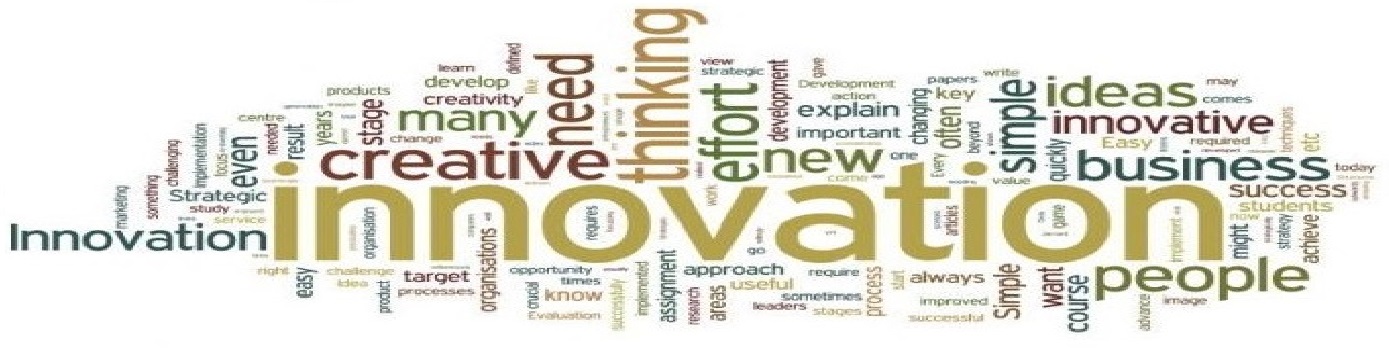 thinking
need
defined
learn
develop
creativity
like
products
many
stage
years
change
centre
needed
result
even
implementation
focus
challenging
creative
view
strategic
effort
development
gave
Development
action
explain
important
changing
papers
write
key
often
beyond
simple
ideas
may
comes
innovative
Easy
required
techniques
etc
quickly
business
today
new
one
come
Every
value
success
students
Strategic
something
marketing
study
service
Innovation
innovation
work
organisation
requires
articles
game
now
might
strategy
achieve
implement
right
easy
challenge
idea
product
target
processes
organisations
opportunity
times
crucial
know
Evaluation
successfully
implemented
assignment
research
areas
approach
useful
go
leaders
require
sometimes
stages
process
start
always
improved
successful
Simple
want
course
people
advance
image